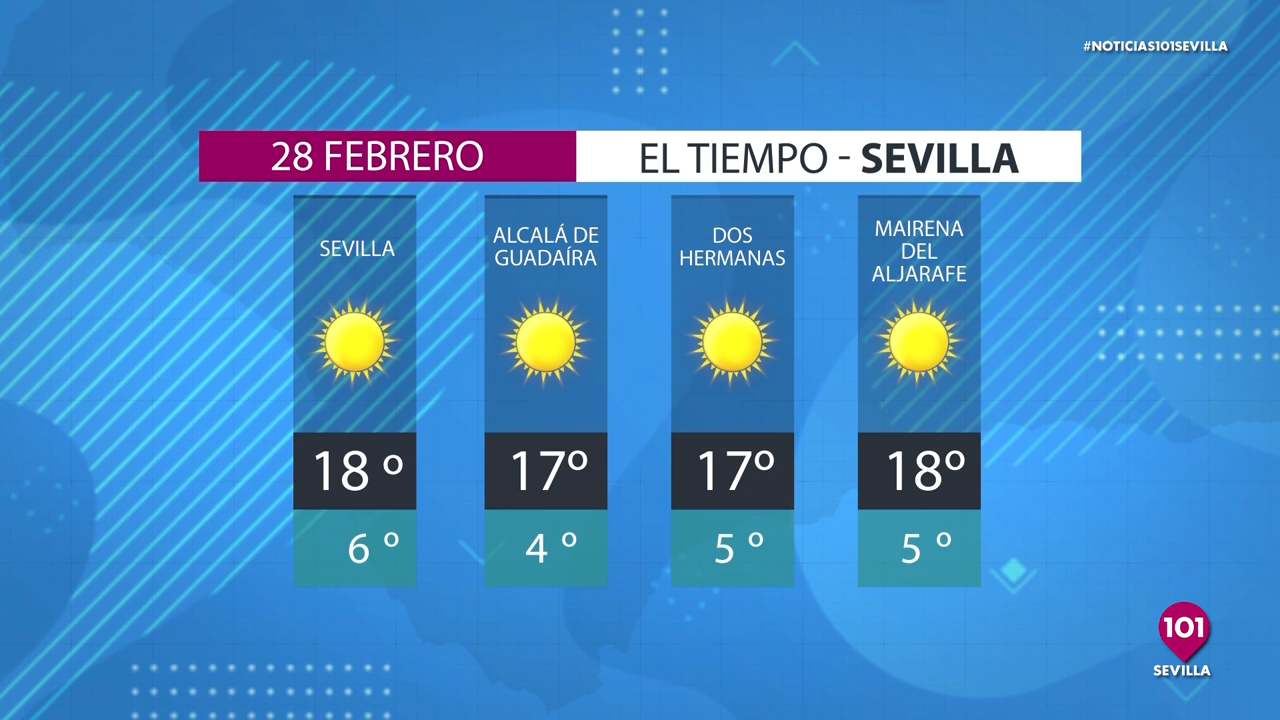 #NOTICIAS101SEVILLA
28 FEBRERO
EL TIEMPO - SEVILLA
SEVILLA
18 º
6 º
ALCALÁ DE
GUADAÍRA
17º
4 º
DOS
HERMANAS
17º
5 º
MAIRENA
DEL
ALJARAFE
18º
5 º
101
SEVILLA